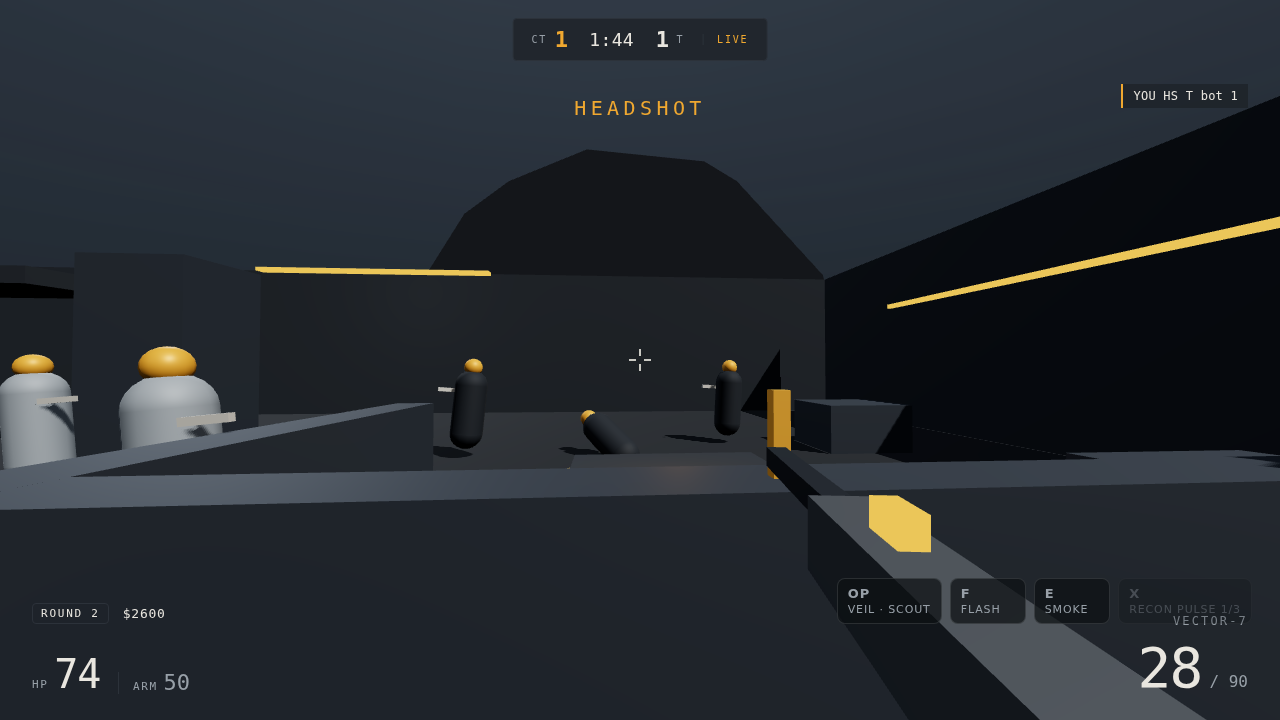 CT 1 1:44 1 T LIVE
HEADSHOT
YOU HS T bot 1
OP
VEIL · SCOUT
F
FLASH
E
SMOKE
X
RECON PULSE 1/3
ROUND 2 $2600
VECTOR-7
HP 74 ARM 50
28 / 90